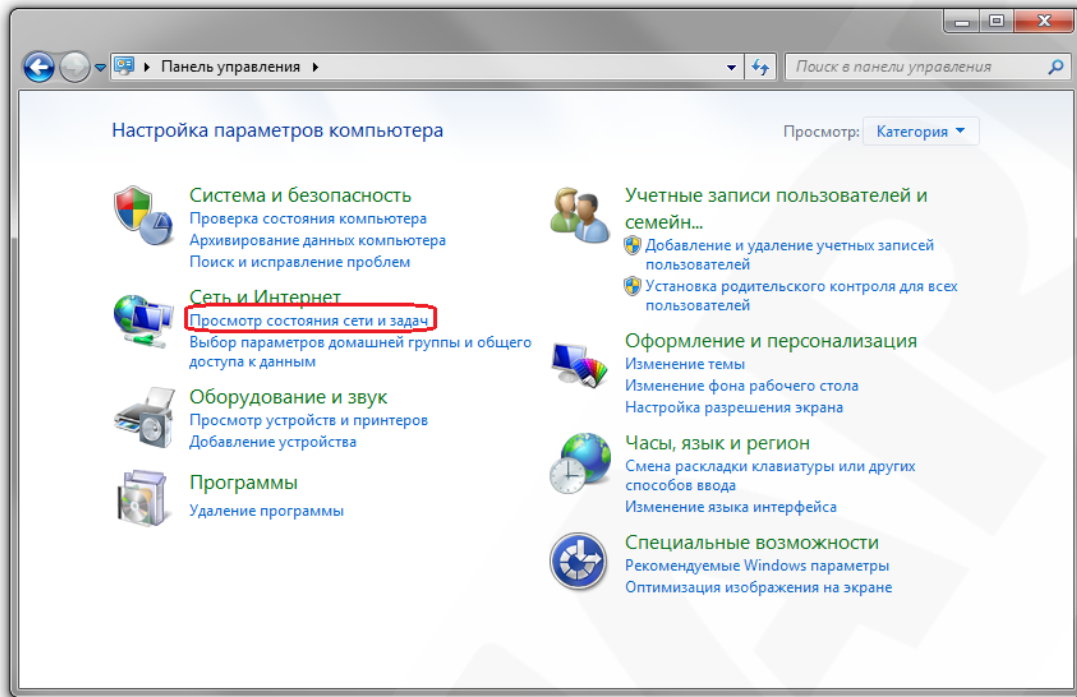 Панель управления
Поиск в панели управления
Настройка параметров компьютера
Просмотр: Категория
Система и безопасность
Проверка состояния компьютера
Архивирование данных компьютера
Поиск и исправление проблем
Сеть и Интернет
Просмотр состояния сети и задач
Выбор параметров домашней группы и общего
доступа к данным
Оборудование и звук
Просмотр устройств и принтеров
Добавление устройства
Программы
Удаление программы
Учетные записи пользователей и
семейн...
Добавление и удаление учетных записей
пользователей
Установка родительского контроля для всех
пользователей
Оформление и персонализация
Изменение темы
Изменение фона рабочего стола
Настройка разрешения экрана
Часы, язык и регион
Смена раскладки клавиатуры или других
способов ввода
Изменение языка интерфейса
Специальные возможности
Рекомендуемые Windows параметры
Оптимизация изображения на экране